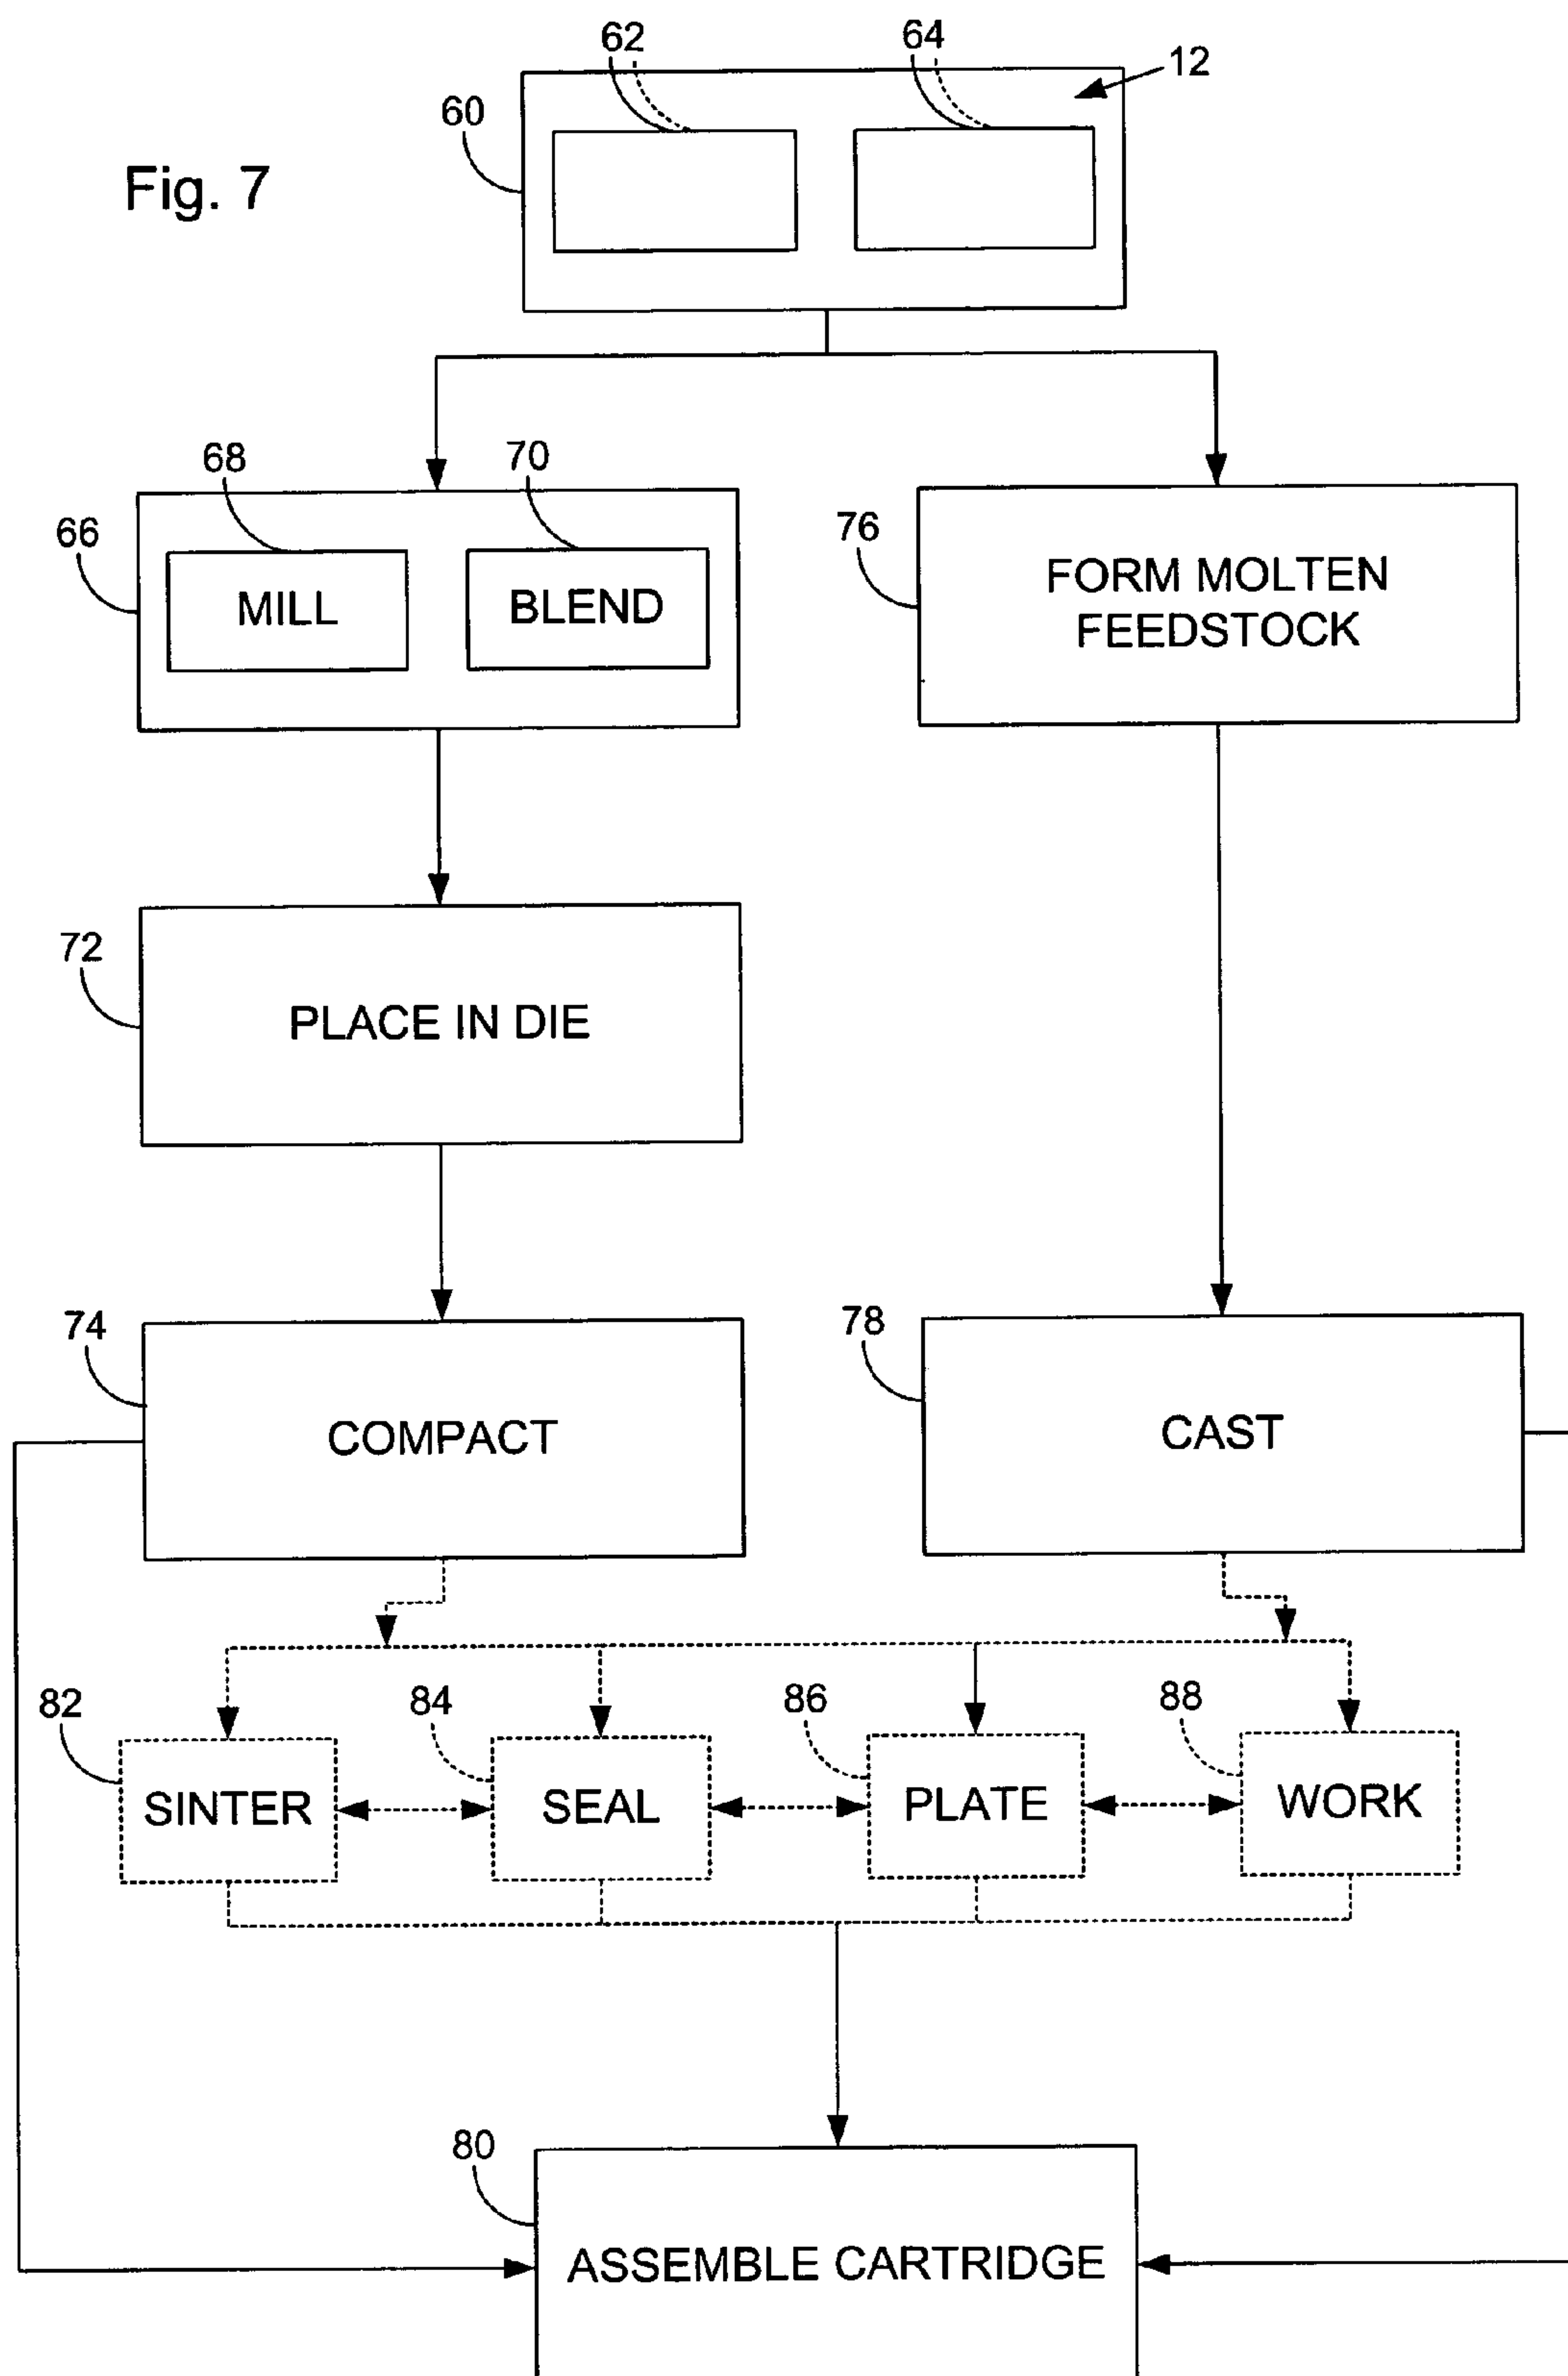 62
64
12
60
Fig. 7
68
70
66
76
MILL
BLEND
FORM MOLTEN
FEEDSTOCK
72
PLACE IN DIE
74
78
COMPACT
CAST
82
84
86
88
SINTER
SEAL
PLATE
WORK
80
ASSEMBLE CARTRIDGE